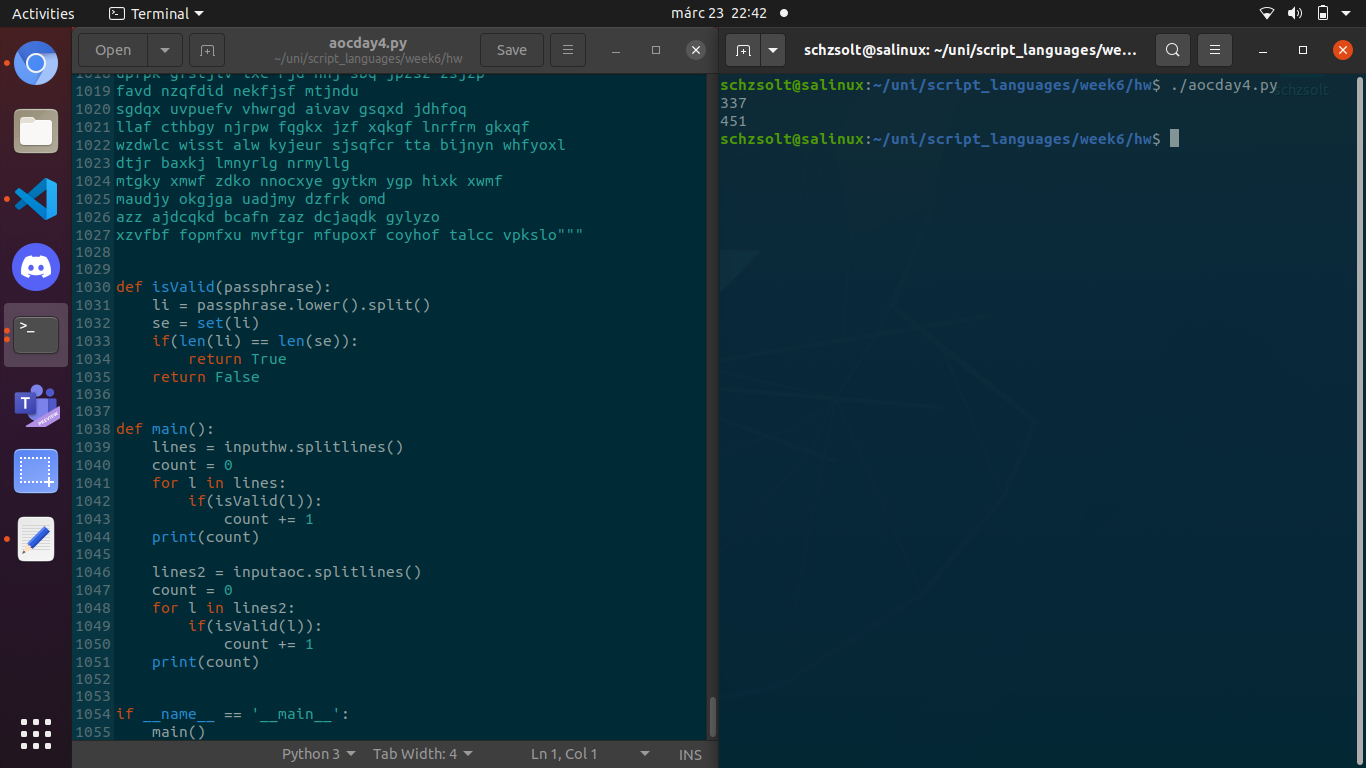 Activities
Terminal
márc 23 22:42
Open
aocday4.py
~/uni/script_languages/week6/hw
Save
1019 favd nzqfdid nekfjsf mtjndu
1020 sgdqx uvpuefv vhwrgd aivav gsqxd jdhfoq
1021 llaf cthbgy njrpw fqgkx jzf xqkgf lnrfrm gkxqf
1022 wzdwlc wisst alw kyjeur sjsqfcr tta bijnyn whfyoxl
1023 dtjr baxkj lmnyrlg nrmyllg
1024 mtgky xmwf zdko nnocxye gytkm ygp hixk xwmf
1025 maudjy okgjga uadjmy dzfrk omd
1026 azz ajdcqkd bcafn zaz dcjaqdk gylyzo
1027 xzvfbf fopmfxu mvftgr mfupoxf coyhof talcc vpkslo"""
1028
1029
1030 def isValid(passphrase):
1031     li = passphrase.lower().split()
1032     se = set(li)
1033     if(len(li) == len(se)):
1034         return True
1035     return False
1036
1037
1038 def main():
1039     lines = inputhw.splitlines()
1040     count = 0
1041     for l in lines:
1042         if(isValid(l)):
1043             count += 1
1044     print(count)
1045
1046     lines2 = inputaoc.splitlines()
1047     count = 0
1048     for l in lines2:
1049         if(isValid(l)):
1050             count += 1
1051     print(count)
1052
1053
1054 if __name__ == '__main__':
1055     main()
Python 3
Tab Width: 4
Ln 1, Col 1
INS
schzsolt@salinux: ~/uni/script_languages/we...
schzsolt@salinux:~/uni/script_languages/week6/hw$ ./aocday4.py
schzsolt
337
451
schzsolt@salinux:~/uni/script_languages/week6/hw$
>_
T
PREVIEW